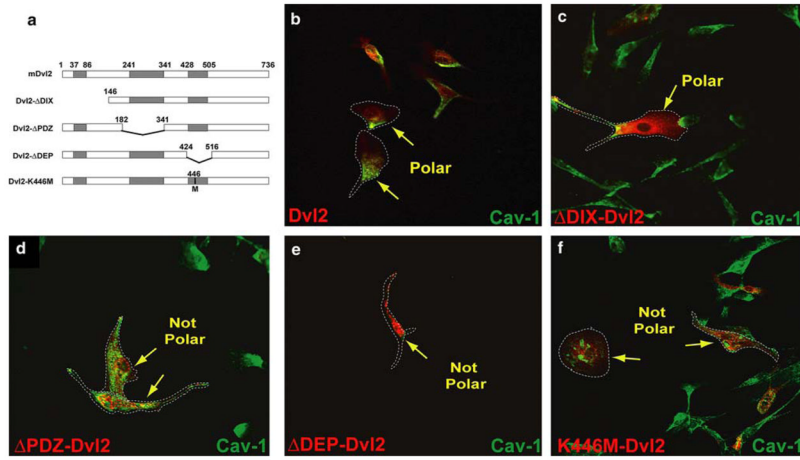 a
1 37 86 241 341 428 505 736
mDvl2
146
Dvl2-ΔDIX
182 341
Dvl2-ΔPDZ
424 516
Dvl2-ΔDEP
446
Dvl2-K446M
M
b
Polar
Dvl2 Cav-1
c
Polar
ΔDIX-Dvl2 Cav-1
d
Not
Polar
ΔPDZ-Dvl2 Cav-1
e
Not
Polar
ΔDEP-Dvl2 Cav-1
f
Not
Polar
K446M-Dvl2 Cav-1